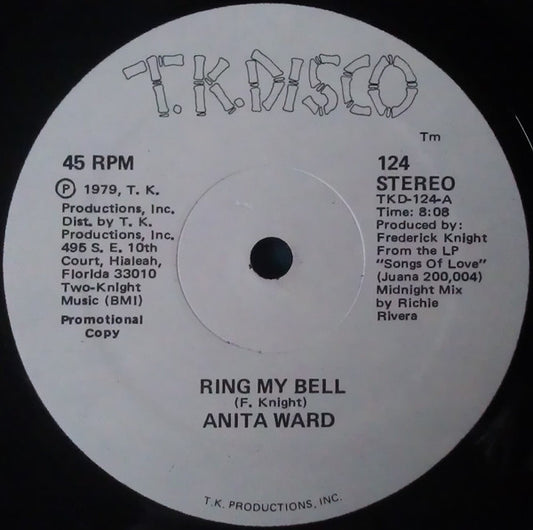 T.K. DISCO
Tm
45 RPM
Ⓟ 1979, T. K.
Productions, Inc.
Dist. by T. K.
Productions, Inc.
495 S. E. 10th
Court, Hialeah,
Florida 33010
Two-Knight
Music (BMI)
Promotional
Copy
124
STEREO
TKD-124-A
Time: 8:08
Produced by:
Frederick Knight
From the LP
"Songs Of Love"
(Juana 200,004)
Midnight Mix
by Richie
Rivera
RING MY BELL
(F. Knight)
ANITA WARD
T.K. PRODUCTIONS, INC.